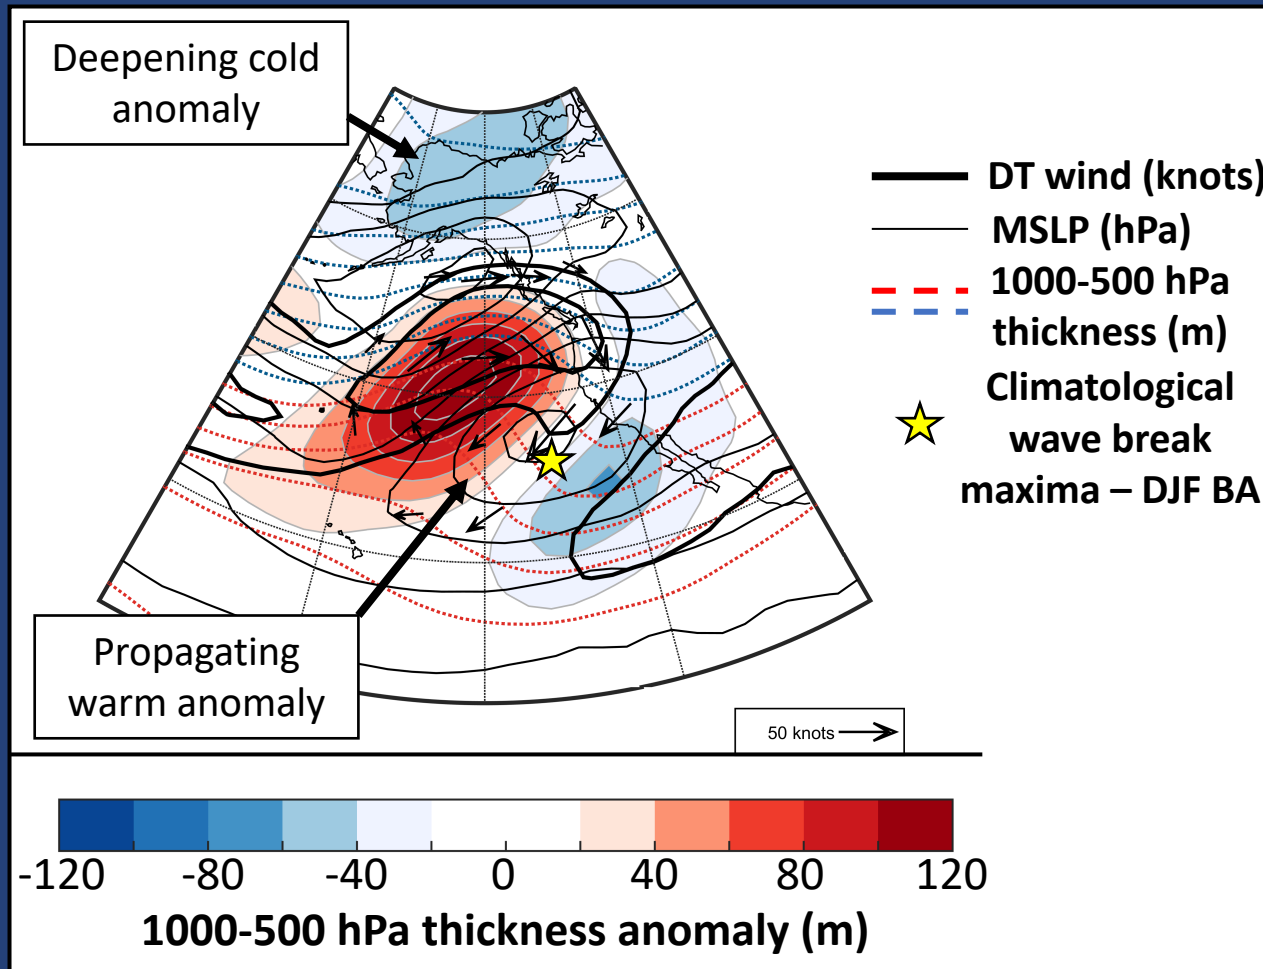 Deepening cold
anomaly
DT wind (knots)
MSLP (hPa)
1000-500 hPa
thickness (m)
Climatological
wave break
maxima – DJF BA
Propagating
warm anomaly
50 knots
-120 -80 -40 0 40 80 120
1000-500 hPa thickness anomaly (m)